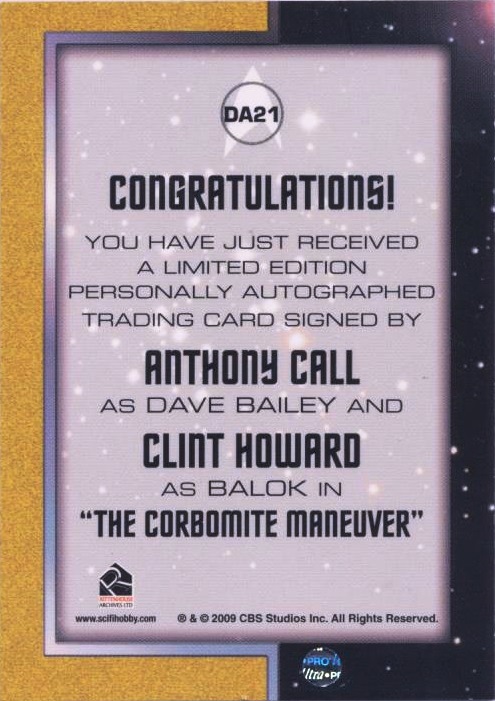 DA21
CONGRATULATIONS!
YOU HAVE JUST RECEIVED
A LIMITED EDITION
PERSONALLY AUTOGRAPHED
TRADING CARD SIGNED BY
ANTHONY CALL
AS DAVE BAILEY AND
CLINT HOWARD
AS BALOK IN
“THE CORBOMITE MANEUVER”
RITTENHOUSE
ARCHIVES LTD
www.scifihobby.com ® & © 2009 CBS Studios Inc. All Rights Reserved.
PRO
Ultra•P